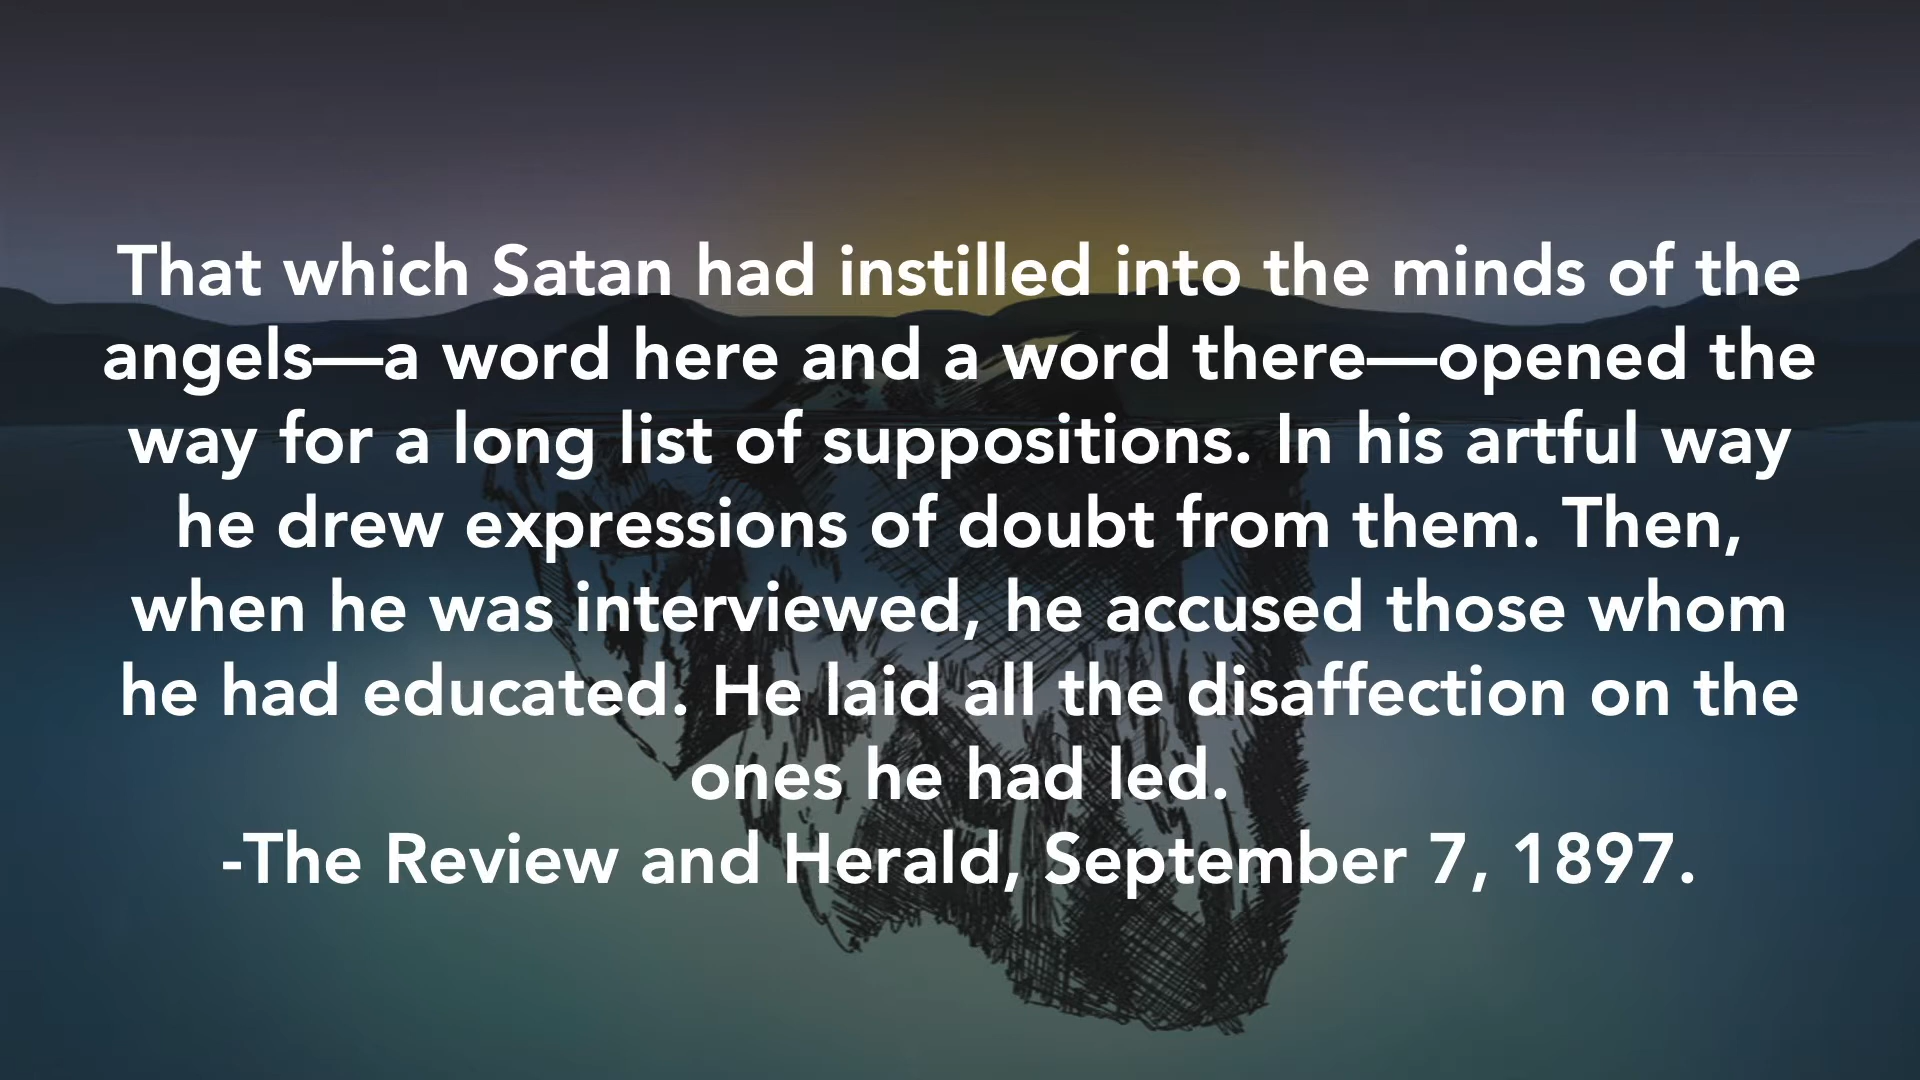 That which Satan had instilled into the minds of the
angels—a word here and a word there—opened the
way for a long list of suppositions. In his artful way
he drew expressions of doubt from them. Then,
when he was interviewed, he accused those whom
he had educated. He laid all the disaffection on the
ones he had led.
-The Review and Herald, September 7, 1897.